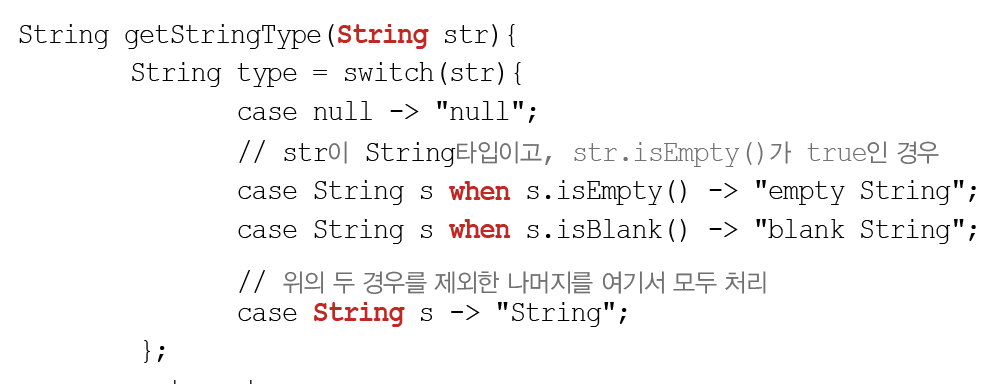 String getStringType(String str){
String type = switch(str){
case null -> "null";
// str이 String타입이고, str.isEmpty()가 true인 경우
case String s when s.isEmpty() -> "empty String";
case String s when s.isBlank() -> "blank String";
// 위의 두 경우를 제외한 나머지를 여기서 모두 처리
case String s -> "String";
};